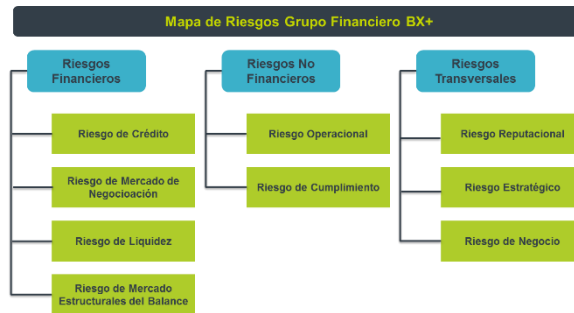 Mapa de Riesgos Grupo Financiero BX+
Riesgos
Financieros
Riesgo de Crédito
Riesgo de Mercado de
Negocioación
Riesgo de Líquidez
Riesgo de Mercado
Estructurales del Balance
Riesgos No
Financieros
Riesgo Operacional
Riesgo de Cumplimiento
Riesgos
Transversales
Riesgo Reputacional
Riesgo Estratégico
Riesgo de Negocio